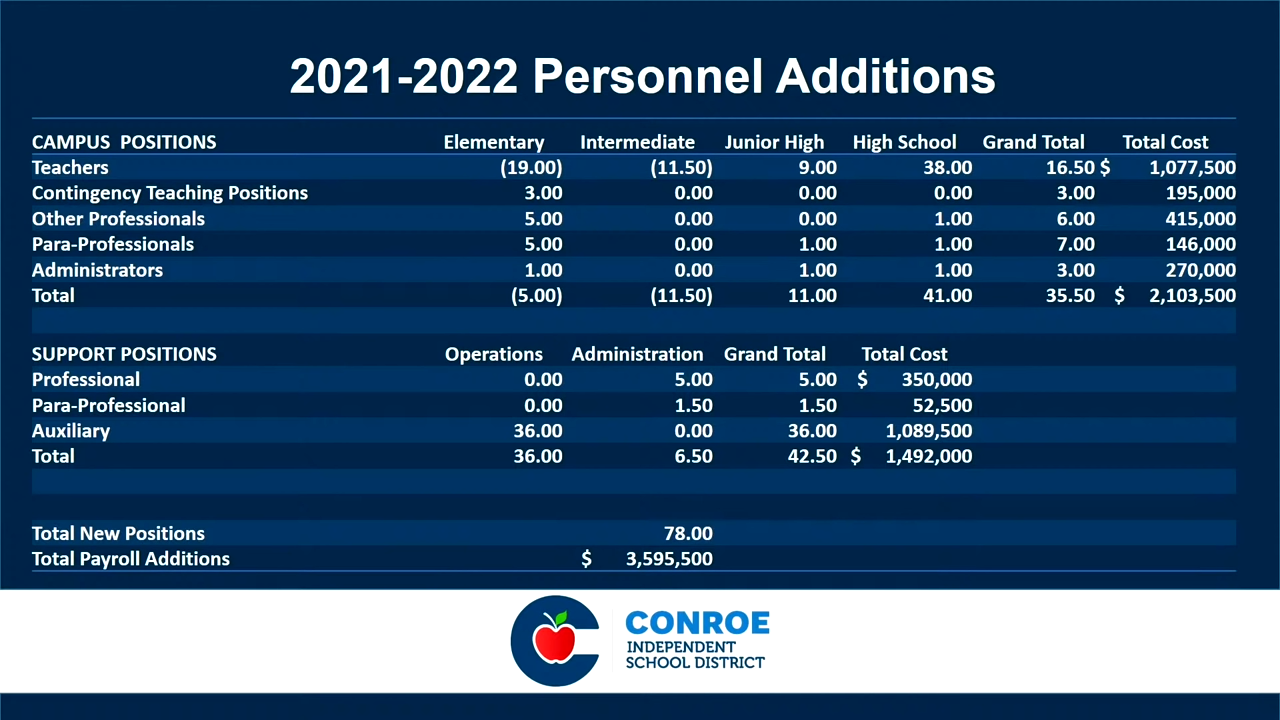 2021-2022 Personnel Additions
CAMPUS POSITIONS Elementary Intermediate Junior High High School Grand Total Total Cost
Teachers (19.00) (11.50) 9.00 38.00 16.50 $ 1,077,500
Contingency Teaching Positions 3.00 0.00 0.00 0.00 3.00 195,000
Other Professionals 5.00 0.00 0.00 1.00 6.00 415,000
Para-Professionals 5.00 0.00 1.00 1.00 7.00 146,000
Administrators 1.00 0.00 1.00 1.00 3.00 270,000
Total (5.00) (11.50) 11.00 41.00 35.50 $ 2,103,500
SUPPORT POSITIONS Operations Administration Grand Total Total Cost
Professional 0.00 5.00 5.00 $ 350,000
Para-Professional 0.00 1.50 1.50 52,500
Auxiliary 36.00 0.00 36.00 1,089,500
Total 36.00 6.50 42.50 $ 1,492,000
Total New Positions 78.00
Total Payroll Additions $ 3,595,500
CONROE
INDEPENDENT
SCHOOL DISTRICT